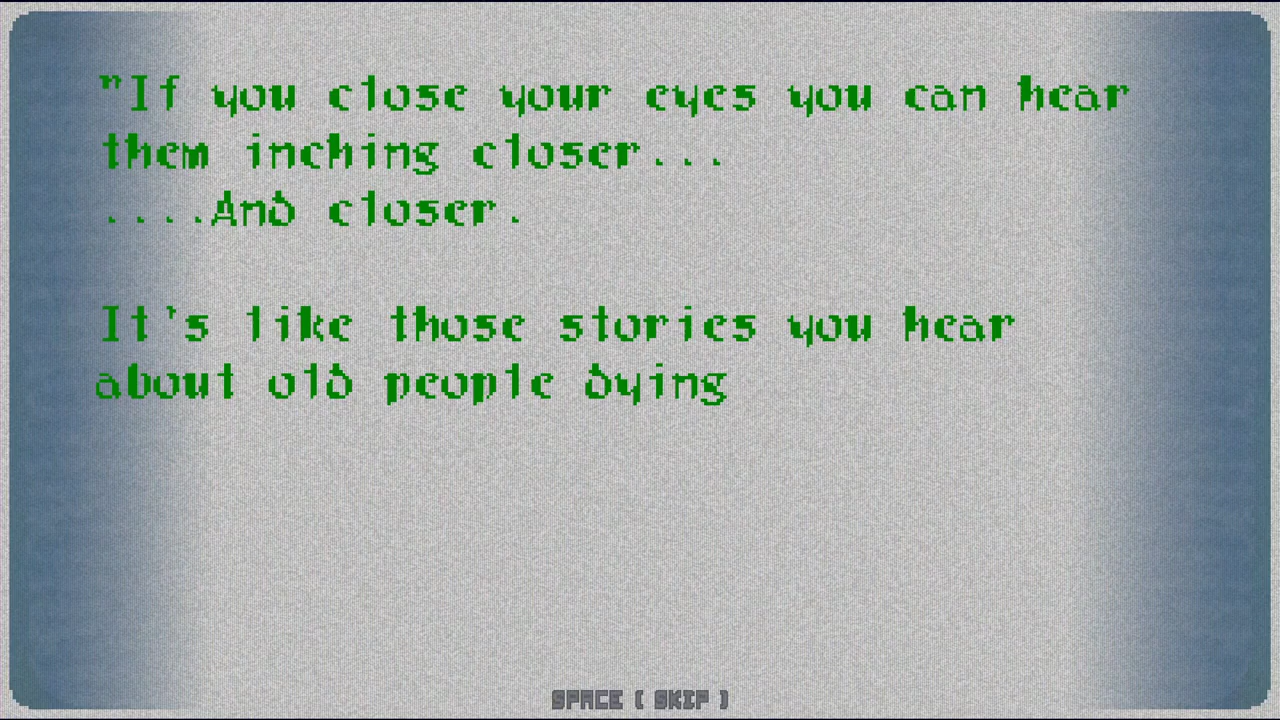 "If you close your eyes you can hear
them inching closer...
....And closer.
It's like those stories you hear
about old people dying
SPACE ( SKIP )